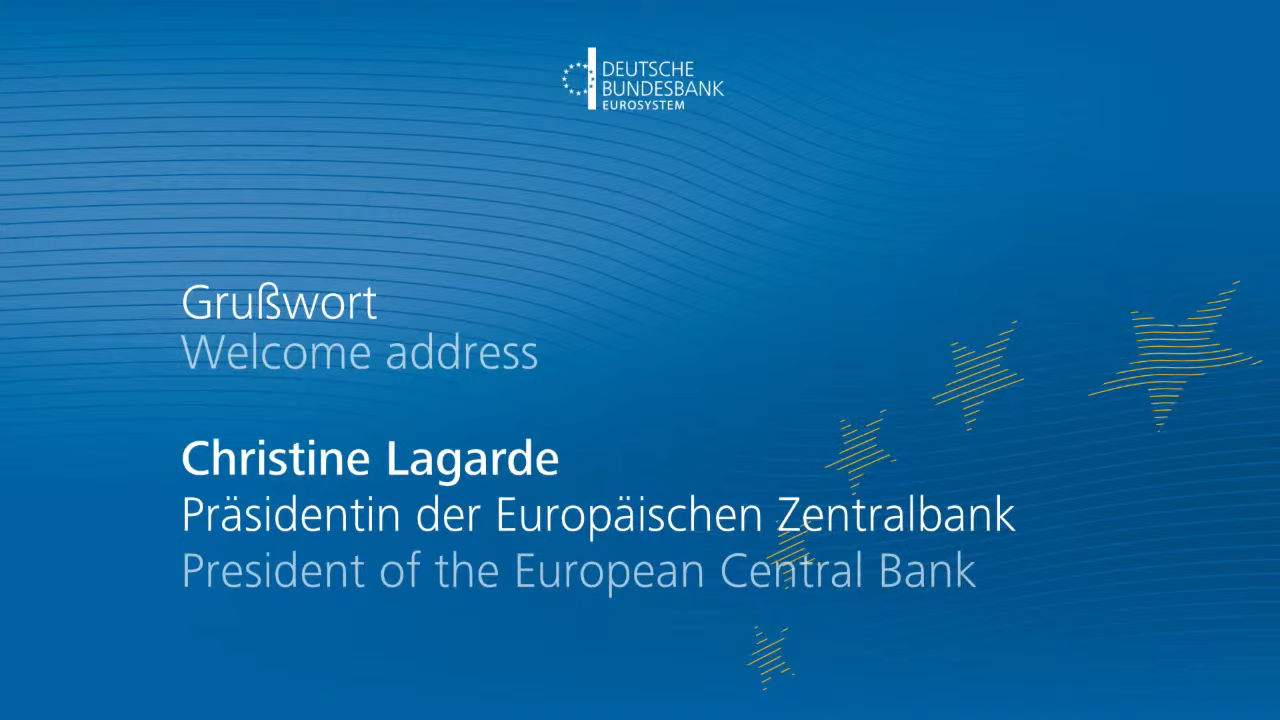 DEUTSCHE
BUNDESBANK
EUROSYSTEM
Grußwort
Welcome address
Christine Lagarde
Präsidentin der Europäischen Zentralbank
President of the European Central Bank